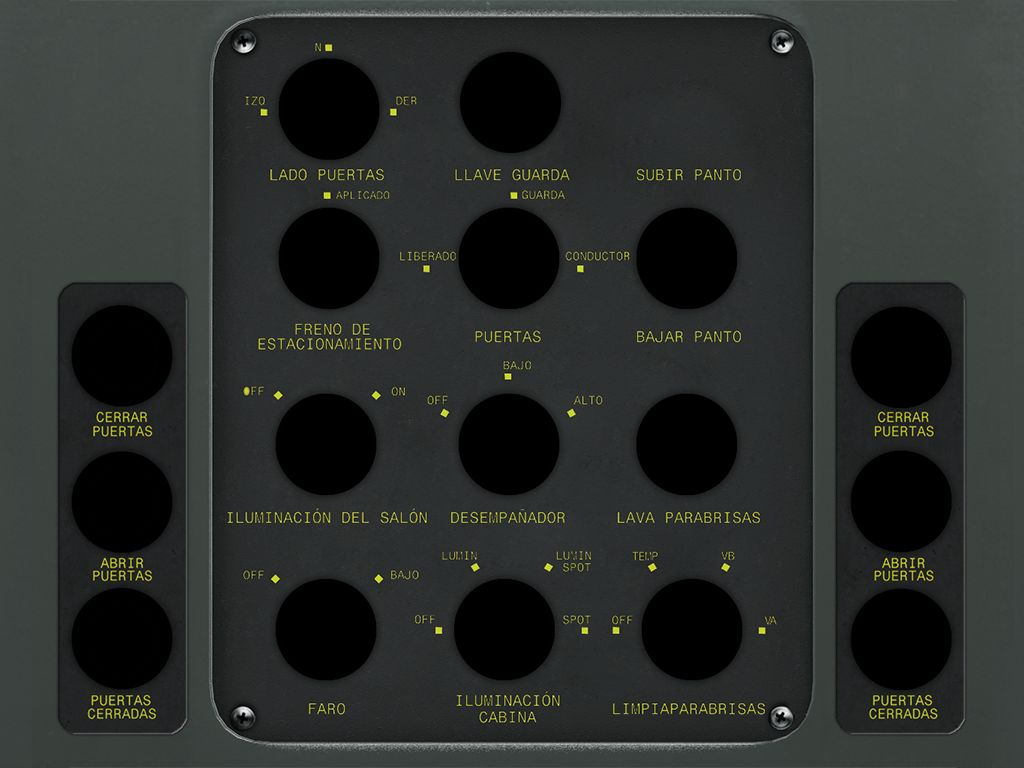 N
IZQ
DER
LADO PUERTAS
LLAVE GUARDA
SUBIR PANTO
APLICADO
GUARDA
LIBERADO
CONDUCTOR
FRENO DE
ESTACIONAMIENTO
PUERTAS
BAJAR PANTO
OFF
ON
OFF
BAJO
ALTO
ILUMINACIÓN DEL SALÓN
DESEMPAÑADOR
LAVA PARABRISAS
OFF
BAJO
OFF
LUMIN
LUMIN
SPOT
SPOT
OFF
TEMP
VB
VA
FARO
ILUMINACIÓN
CABINA
LIMPIAPARABRISAS
CERRAR
PUERTAS
ABRIR
PUERTAS
PUERTAS
CERRADAS
CERRAR
PUERTAS
ABRIR
PUERTAS
PUERTAS
CERRADAS